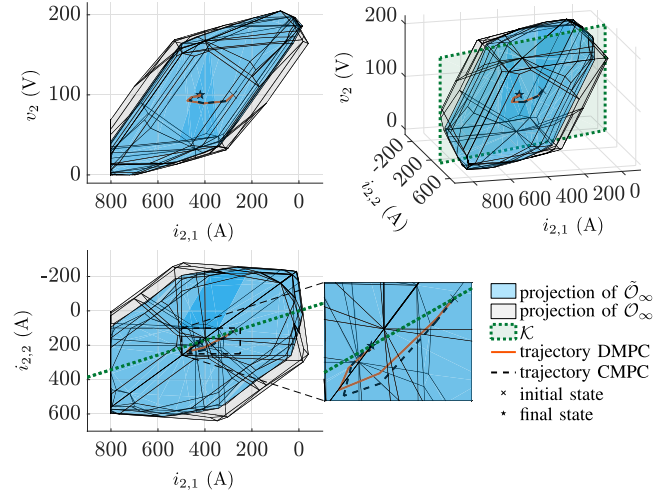 200
100
0
v₂ (V)
800 600 400 200 0
i₂,₁ (A)
200
100
0
v₂ (V)
-200
200
600
i₂,₂ (A)
800 600 400 200 0
i₂,₁ (A)
-200
0
200
400
600
i₂,₂ (A)
800 600 400 200 0
i₂,₁ (A)
projection of Õ∞
projection of O∞
K
trajectory DMPC
trajectory CMPC
initial state
final state